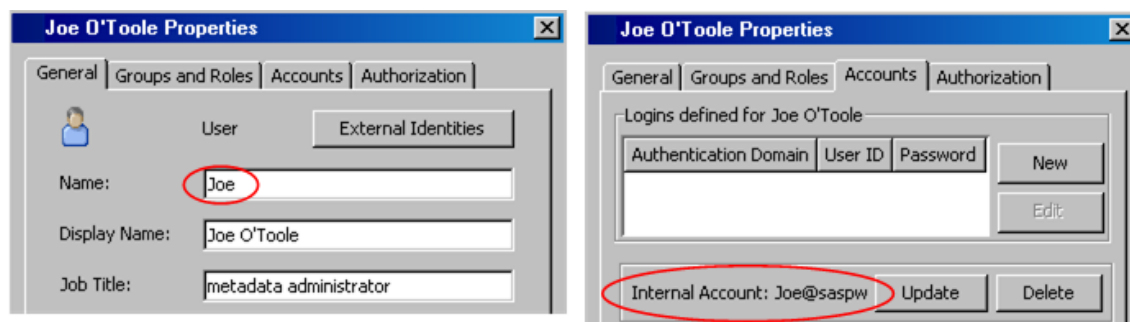 Joe O'Toole Properties
General Groups and Roles Accounts Authorization
User External Identities
Name: Joe
Display Name: Joe O'Toole
Job Title: metadata administrator
Joe O'Toole Properties
General Groups and Roles Accounts Authorization
Logins defined for Joe O'Toole
Authentication Domain User ID Password New
Edit
Internal Account: Joe@saspw Update Delete